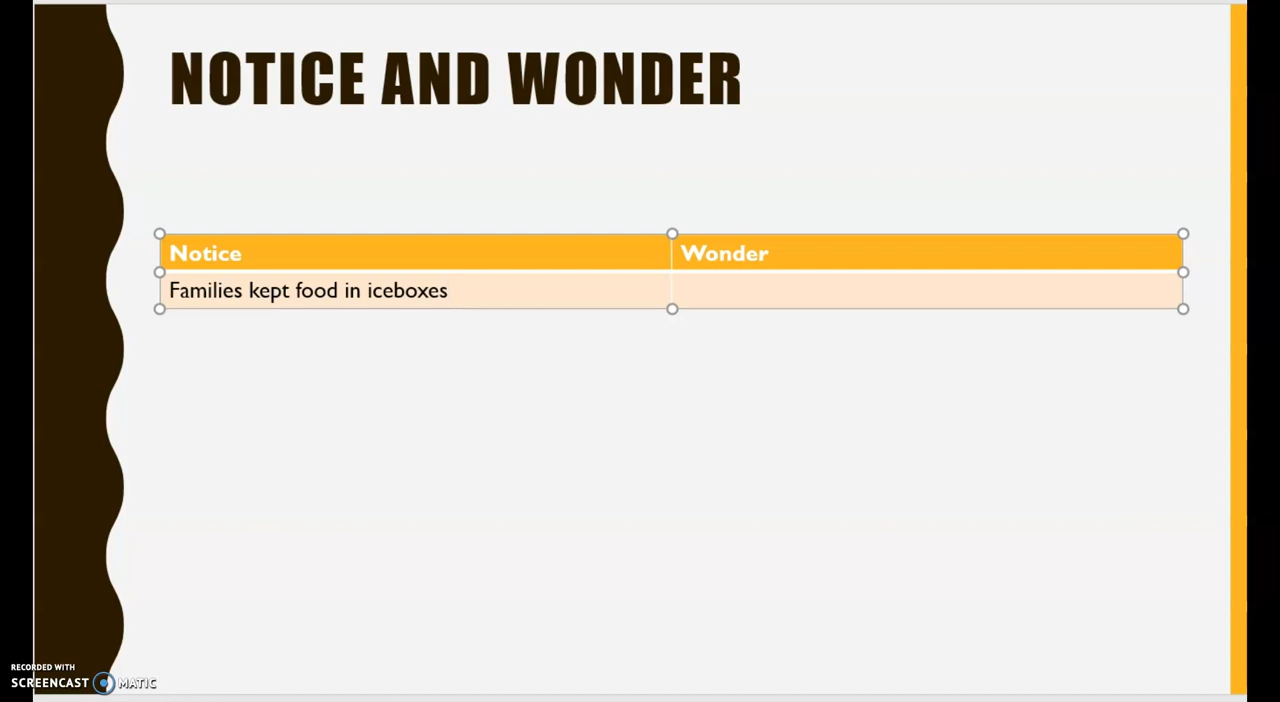 NOTICE AND WONDER
Notice Wonder
Families kept food in iceboxes
RECORDED WITH
SCREENCAST MATIC